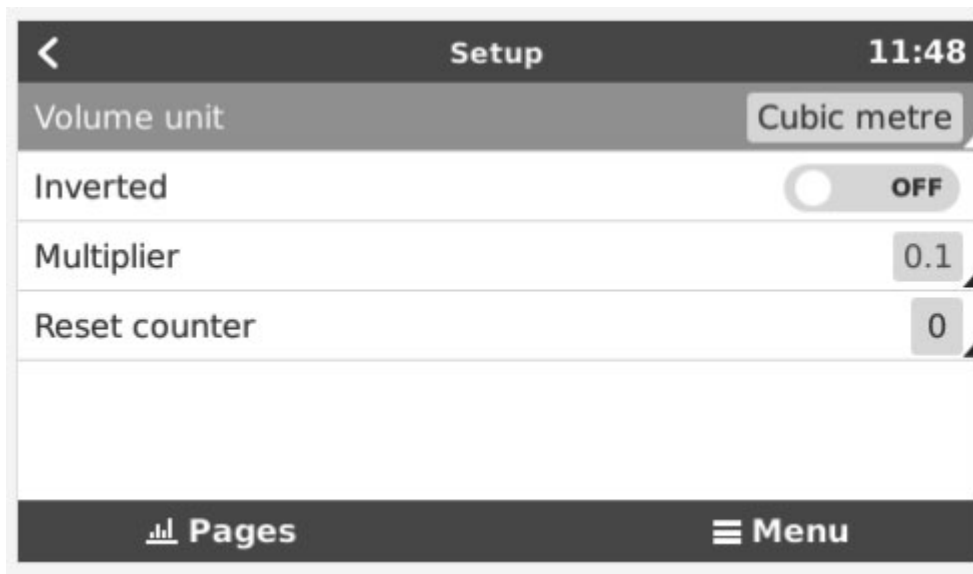 Setup 11:48
Volume unit Cubic metre
Inverted OFF
Multiplier 0.1
Reset counter 0
Pages Menu